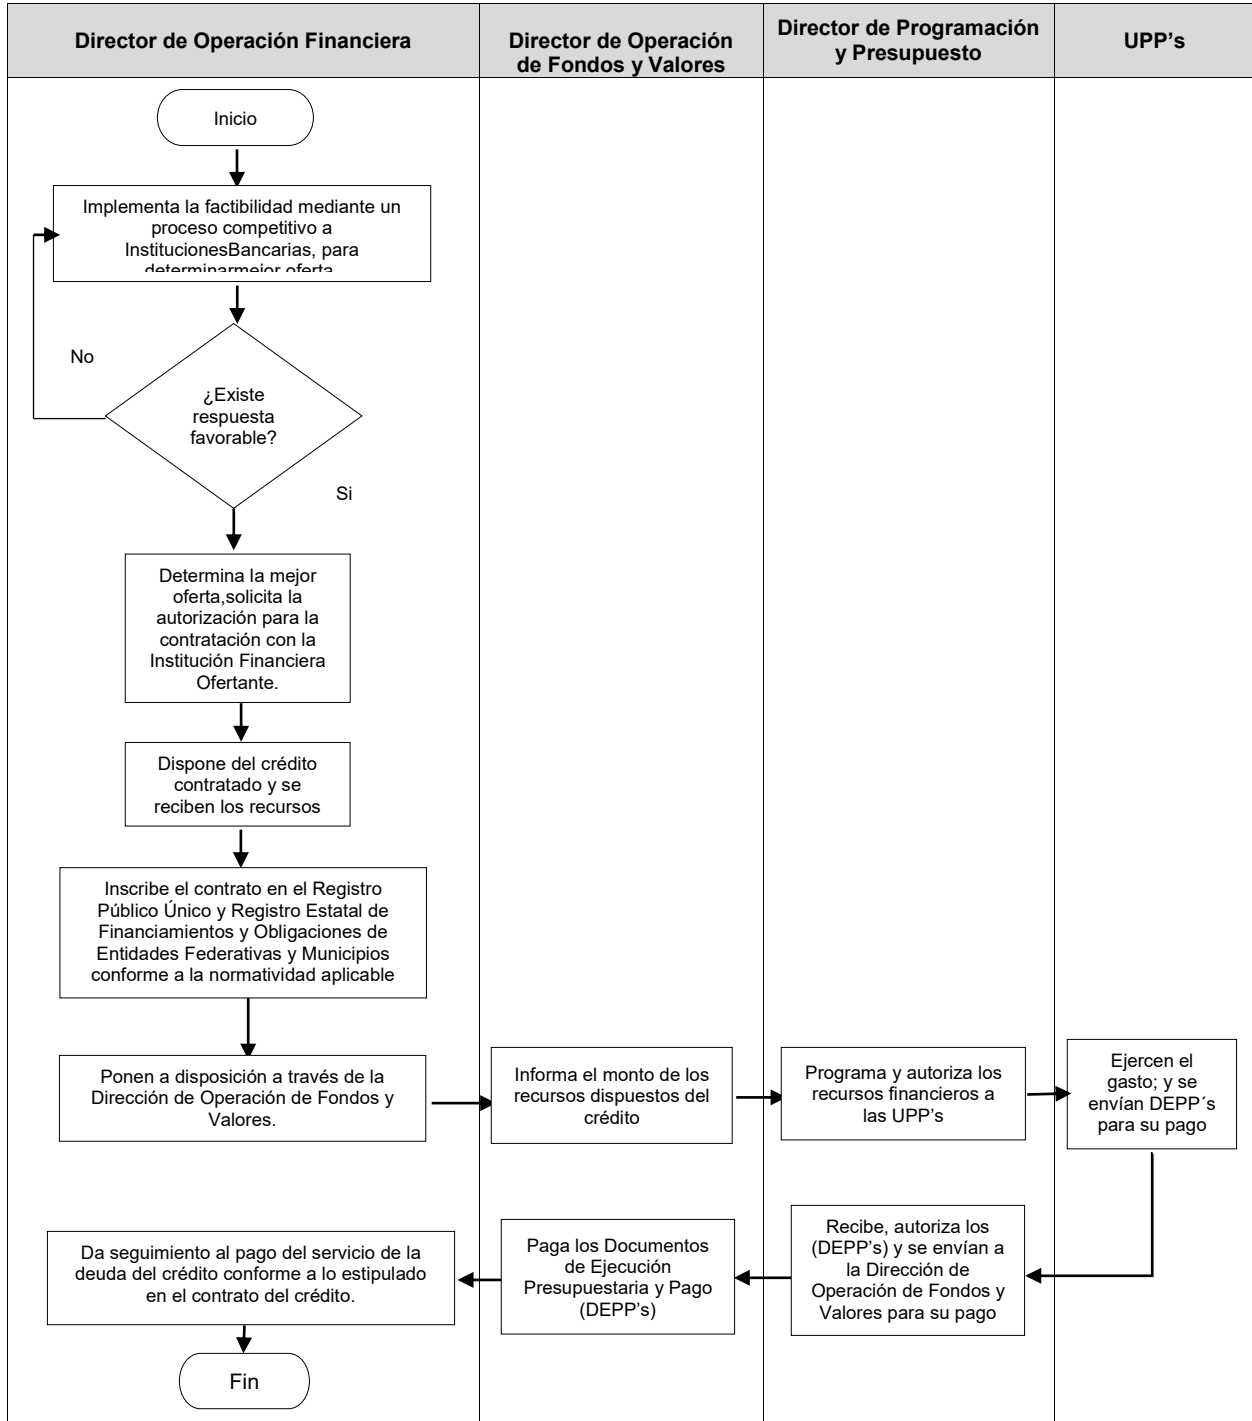 Director de Operación Financiera
Director de Operación
de Fondos y Valores
Director de Programación
y Presupuesto
UPP's
Inicio
Implementa la factibilidad mediante un
proceso competitivo a
InstitucionesBancarias, para
determinarmejor oferta
No
¿Existe
respuesta
favorable?
Si
Determina la mejor
oferta,solicita la
autorización para la
contratación con la
Institución Financiera
Ofertante.
Dispone del crédito
contratado y se
reciben los recursos
Inscribe el contrato en el Registro
Público Único y Registro Estatal de
Financiamientos y Obligaciones de
Entidades Federativas y Municipios
conforme a la normatividad aplicable
Ponen a disposición a través de la
Dirección de Operación de Fondos y
Valores.
Informa el monto de los
recursos dispuestos del
crédito
Programa y autoriza los
recursos financieros a
las UPP's
Ejercen el
gasto; y se
envían DEPP´s
para su pago
Recibe, autoriza los
(DEPP's) y se envían a
la Dirección de
Operación de Fondos y
Valores para su pago
Paga los Documentos
de Ejecución
Presupuestaria y Pago
(DEPP's)
Da seguimiento al pago del servicio de la
deuda del crédito conforme a lo estipulado
en el contrato del crédito.
Fin